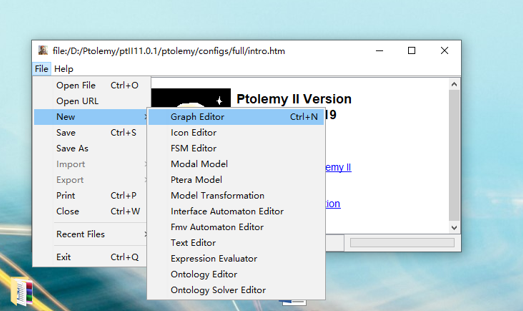 file:/D:/Ptolemy/ptII11.0.1/ptolemy/configs/full/intro.htm
File Help
Open File Ctrl+O
Open URL
New
Save Ctrl+S
Save As
Import
Export
Print Ctrl+P
Close Ctrl+W
Recent Files
Exit Ctrl+Q
Graph Editor Ctrl+N
Icon Editor
FSM Editor
Modal Model
Ptera Model
Model Transformation
Interface Automaton Editor
Fmv Automaton Editor
Text Editor
Expression Evaluator
Ontology Editor
Ontology Solver Editor
Ptolemy II Version
19
emy II
tion